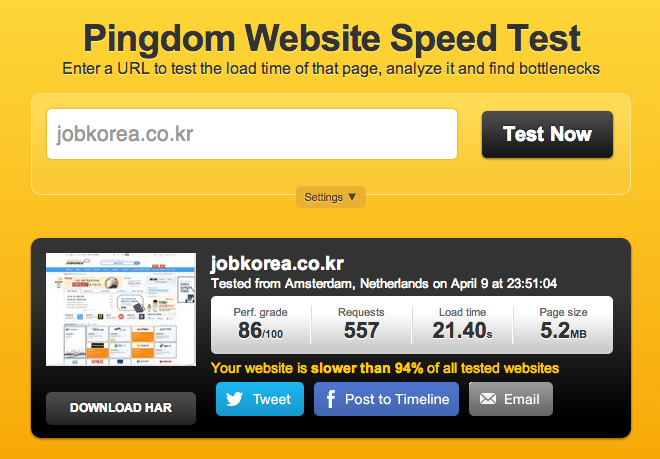 Pingdom Website Speed Test
Enter a URL to test the load time of that page, analyze it and find bottlenecks
jobkorea.co.kr
Test Now
Settings ▼
jobkorea.co.kr
Tested from Amsterdam, Netherlands on April 9 at 23:51:04
Perf. grade Requests Load time Page size
86/100 557 21.40s 5.2MB
Your website is slower than 94% of all tested websites
DOWNLOAD HAR
Tweet
Post to Timeline
Email